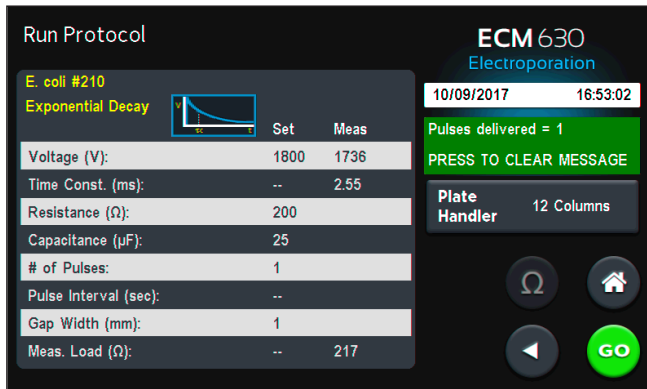 Run Protocol
ECM 630
Electroporation
E. coli #210
Exponential Decay
V
τc
t
Set Meas
10/09/2017 16:53:02
Pulses delivered = 1
PRESS TO CLEAR MESSAGE
Voltage (V): 1800 1736
Time Const. (ms): -- 2.55
Resistance (Ω): 200
Capacitance (µF): 25
# of Pulses: 1
Pulse Interval (sec): --
Gap Width (mm): 1
Meas. Load (Ω): -- 217
Plate
Handler
12 Columns
Ω
GO